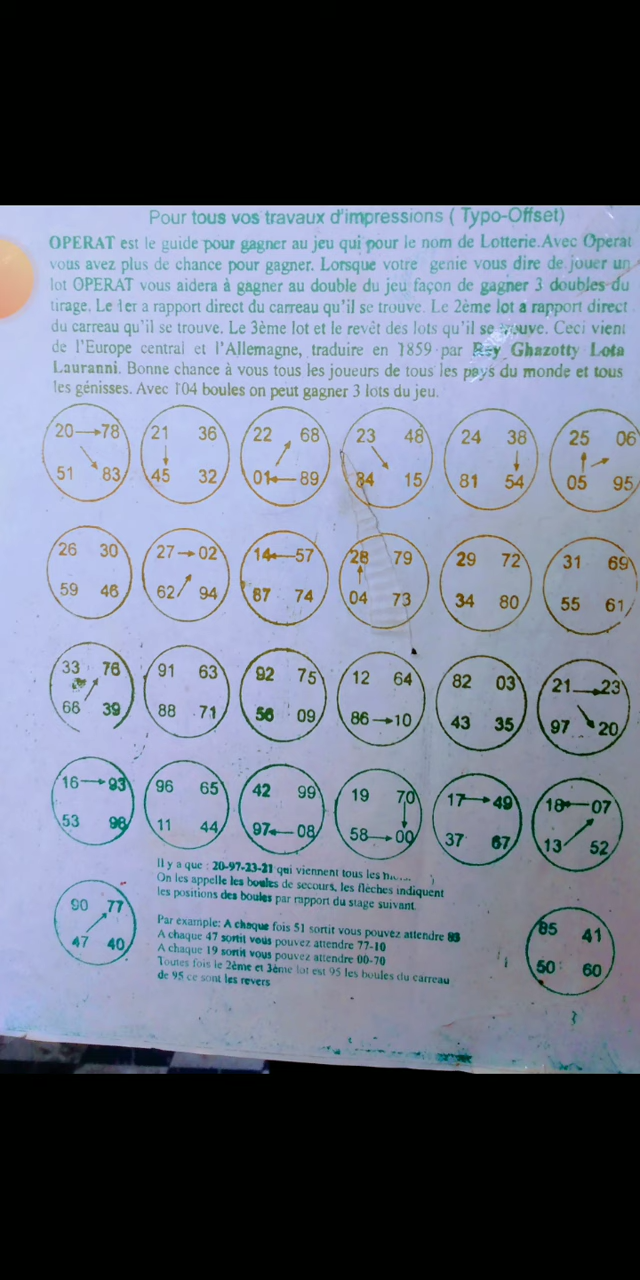 Pour tous vos travaux d'impressions ( Typo-Offset)
OPERAT est le guide pour gagner au jeu qui pour le nom de Lotterie.Avec Operat
vous avez plus de chance pour gagner. Lorsque votre genie vous dire de jouer un
lot OPERAT vous aidera à gagner au double du jeu façon de gagner 3 doubles du
tirage. Le 1er a rapport direct du carreau qu'il se trouve. Le 2ème lot a rapport direct
du carreau qu'il se trouve. Le 3ème lot et le revêt des lots qu'il se trouve. Ceci vient
de l'Europe central et l'Allemagne, traduire en 1859 par Rey Ghazotty Lota
Lauranni. Bonne chance à vous tous les joueurs de tous les pays du monde et tous
les génisses. Avec 104 boules on peut gagner 3 lots du jeu.
20 → 78 21 36 22 68 23 48 24 38 25 06
51 83 45 32 01 ← 89 84 15 81 54 05 95
26 30 27 → 02 14 ← 57 28 79 29 72 31 69
59 46 62 94 87 74 04 73 34 80 55 61
33 76 91 63 92 75 12 64 82 03 21 → 23
66 39 88 71 56 09 86 → 10 43 35 97 20
16 → 93 96 65 42 99 19 70 17 → 49 18 ← 07
53 98 11 44 97 ← 08 58 → 00 37 67 13 52
Il y a que : 20-97-23-21 qui viennent tous les
On les appelle les boules de secours, les flèches indiquent
les positions des boules par rapport du stage suivant.
90 77
47 40
Par example: A chaque fois 51 sortit vous pouvez attendre 83
A chaque 47 sortit vous pouvez attendre 77-10
A chaque 19 sortit vous pouvez attendre 00-70
Toutes fois le 2ème et 3ème lot est 95 les boules du carreau
de 95 ce sont les revers
85 41
50 60